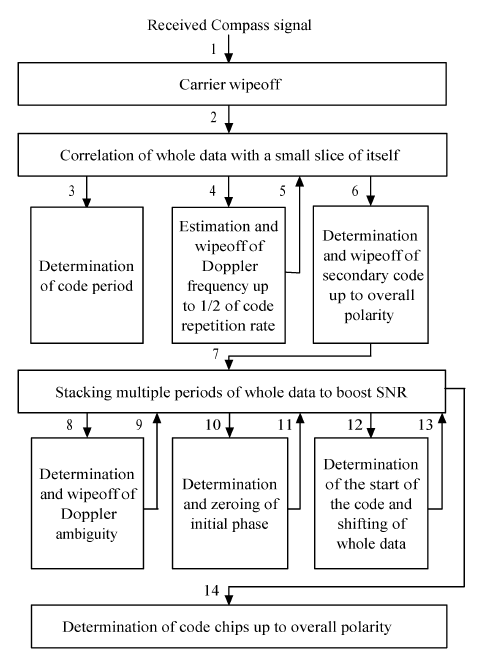 Received Compass signal
1
Carrier wipeoff
2
Correlation of whole data with a small slice of itself
3
4
5
6
Determination
of code period
Estimation and
wipeoff of
Doppler
frequency up
to 1/2 of code
repetition rate
Determination
and wipeoff of
secondary code
up to overall
polarity
7
Stacking multiple periods of whole data to boost SNR
8
9
10
11
12
13
Determination
and wipeoff of
Doppler
ambiguity
Determination
and zeroing of
initial phase
Determination
of the start of
the code and
shifting of
whole data
14
Determination of code chips up to overall polarity